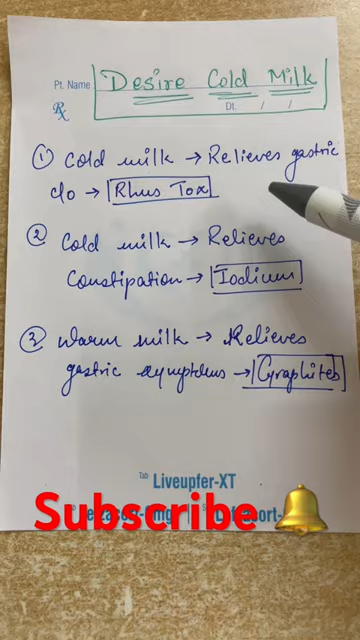 Pt. Name Desire Cold Milk
Rx Dt. / /
① Cold milk → Relieves gastric
c/o → Rhus Tox
② Cold milk → Relieves
Constipation → Iodium
③ Warm milk → Relieves
gastric symptoms → Graphites
Tab Liveupfer-XT
Subscribe